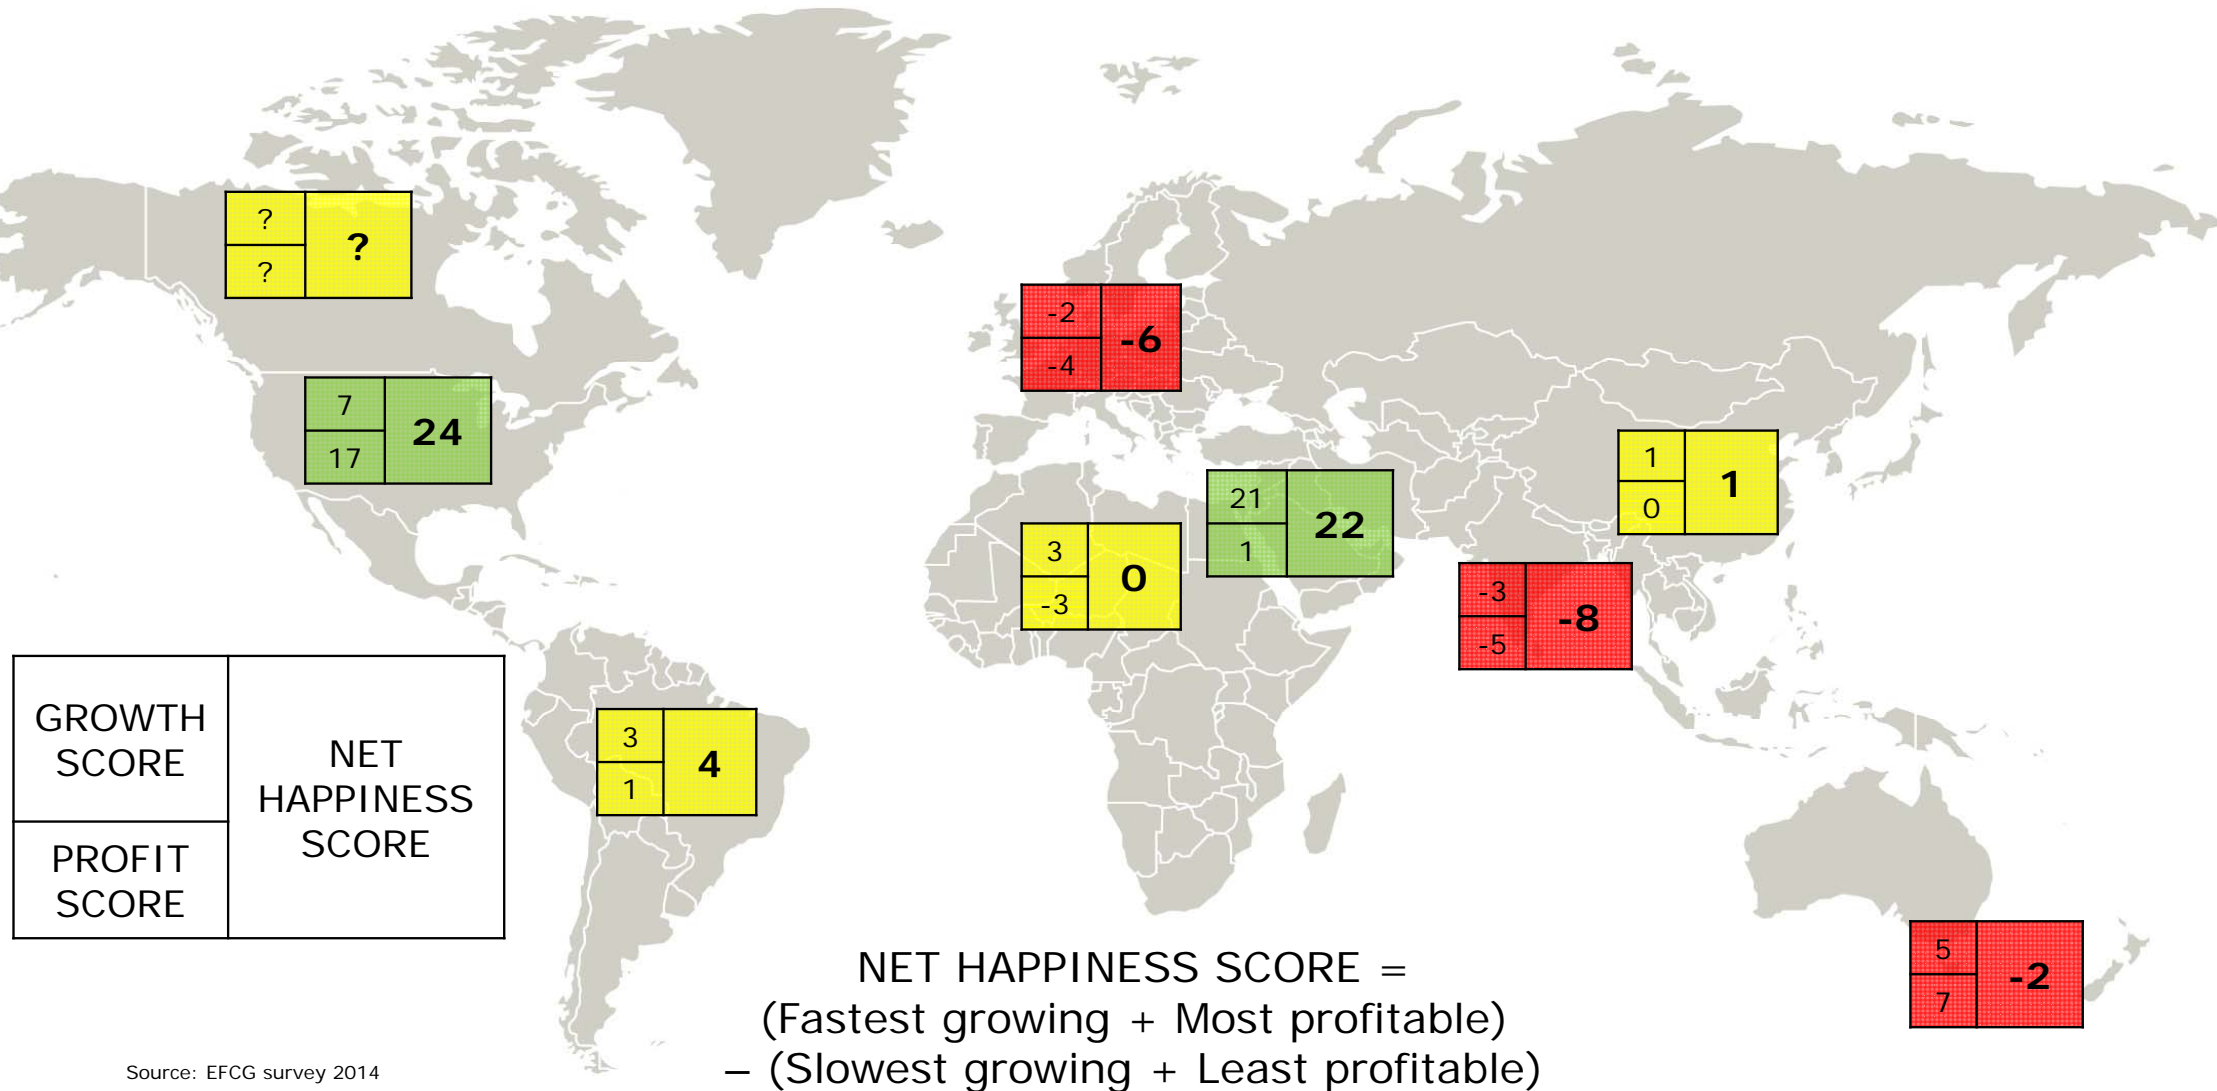 ?
?
?
-2
-4
-6
7
17
24
1
0
1
21
1
22
3
-3
0
-3
-5
-8
GROWTH
SCORE
PROFIT
SCORE
NET
HAPPINESS
SCORE
3
1
4
5
7
-2
NET HAPPINESS SCORE =
(Fastest growing + Most profitable)
– (Slowest growing + Least profitable)
Source: EFCG survey 2014